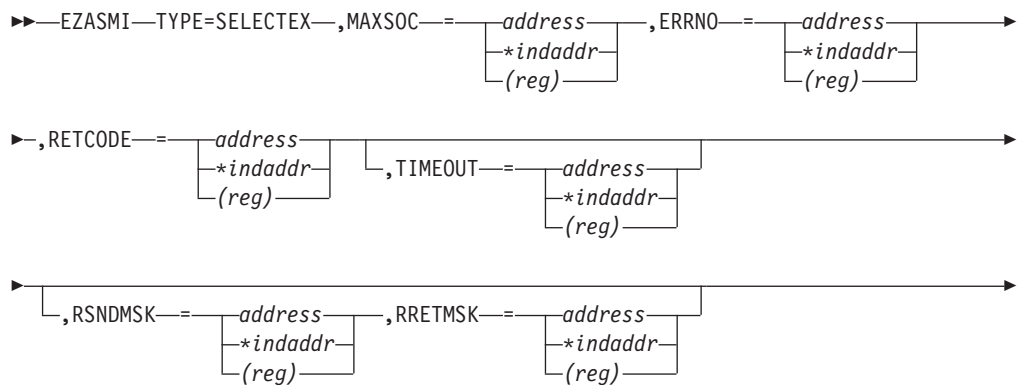 EZASMI TYPE=SELECTEX ,MAXSOC = address ,ERRNO = address
*indaddr *indaddr
(reg) (reg)
,RETCODE = address
*indaddr ,TIMEOUT = address
(reg) *indaddr
(reg)
,RSNDMSK = address ,RRETMSK = address
*indaddr *indaddr
(reg) (reg)